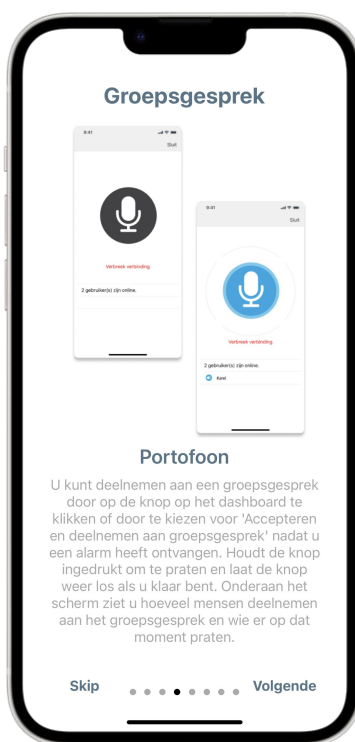 Groepsgesprek
9:41
Sluit
Verbreek verbinding
2 gebruiker(s) zijn online.
9:41
Sluit
Verbreek verbinding
2 gebruiker(s) zijn online.
Karel
Portofoon
U kunt deelnemen aan een groepsgesprek
door op de knop op het dashboard te
klikken of door te kiezen voor 'Accepteren
en deelnemen aan groepsgesprek' nadat u
een alarm heeft ontvangen. Houdt de knop
ingedrukt om te praten en laat de knop
weer los als u klaar bent. Onderaan het
scherm ziet u hoeveel mensen deelnemen
aan het groepsgesprek en wie er op dat
moment praten.
Skip
Volgende